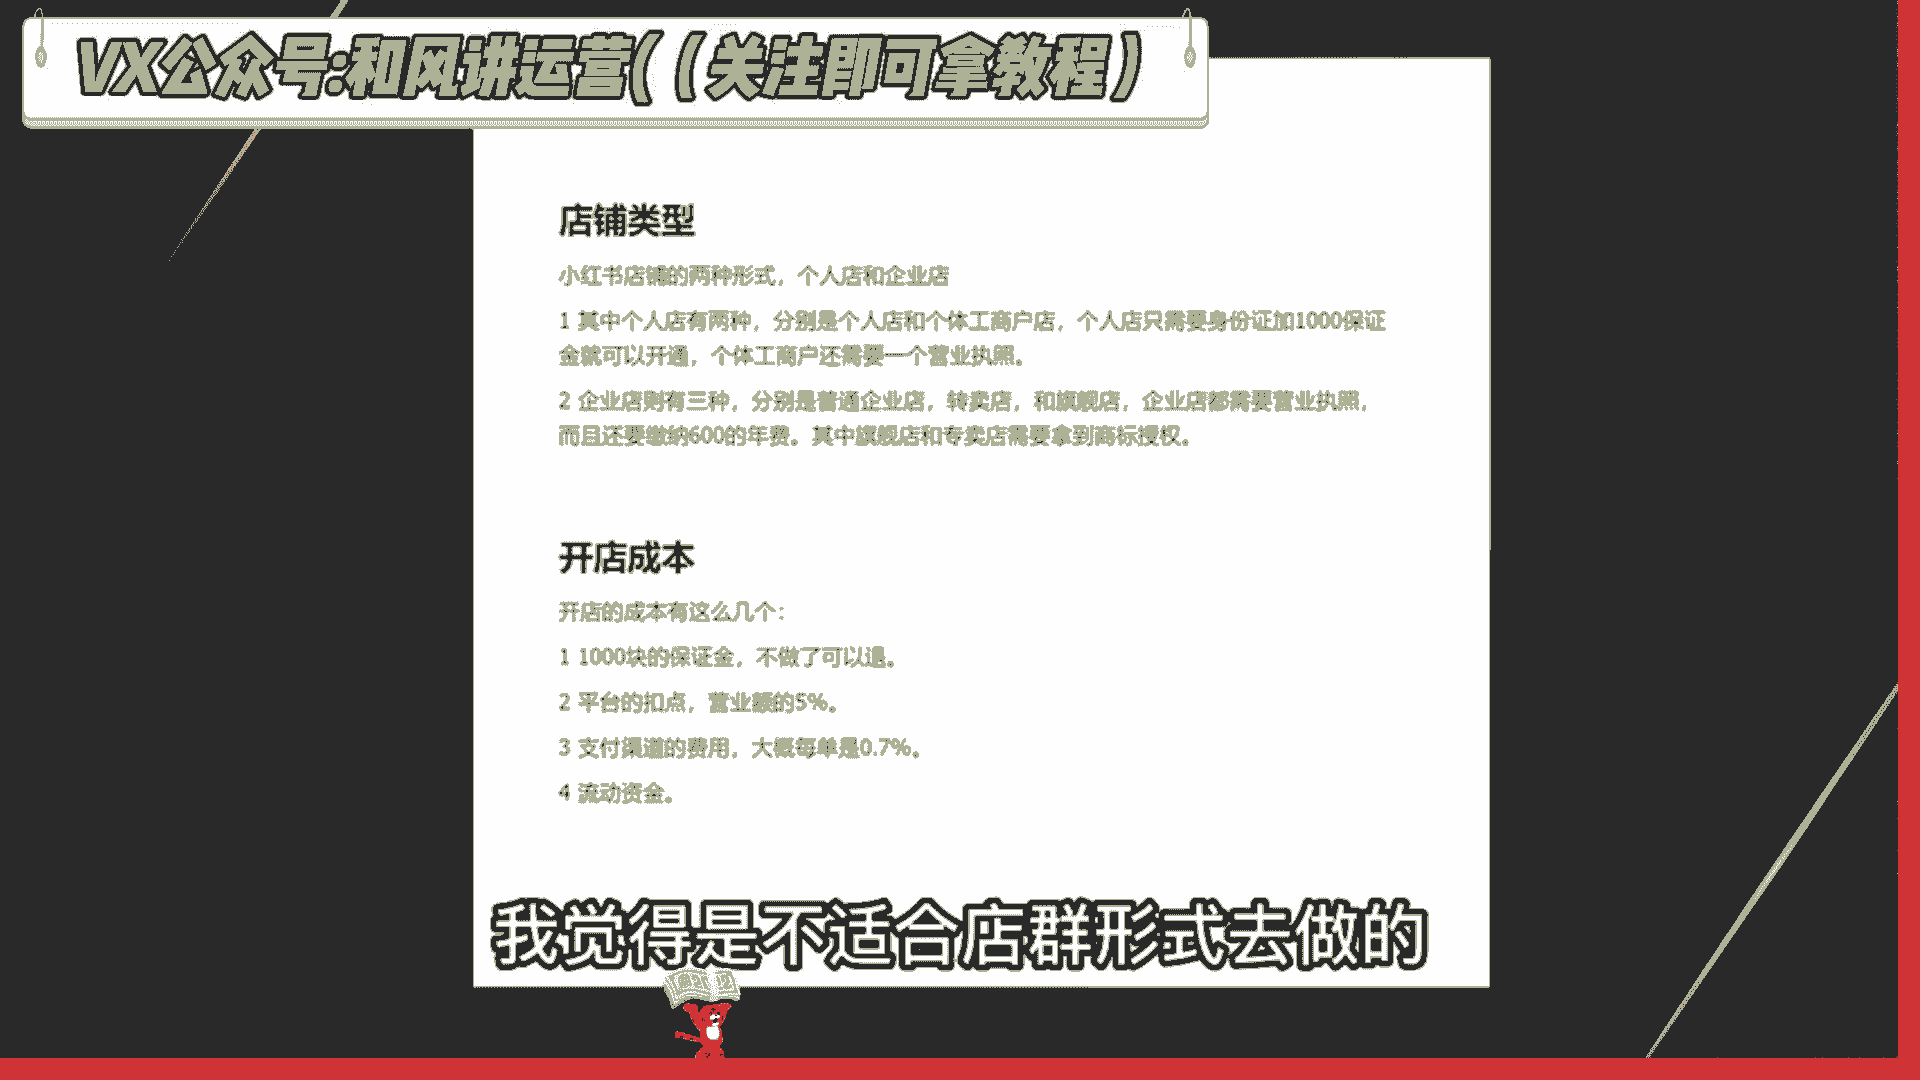 VX公众号:和风讲运营((关注即可拿教程)
店铺类型
小红书店铺的两种形式，个人店和企业店
1 其中个人店有两种，分别是个人店和个体工商户店，个人店只需要身份证加1000保证
金就可以开通，个体工商户还需要一个营业执照。
2 企业店则有三种，分别是普通企业店，转卖店，和旗舰店，企业店都需要营业执照，
而且还要缴纳600的年费。其中旗舰店和专卖店需要拿到商标授权。
开店成本
开店的成本有这么几个：
1 1000块的保证金，不做了可以退。
2 平台的扣点，营业额的5%。
3 支付渠道的费用，大概每单是0.7%。
4 流动资金。
我觉得是不适合店群形式去做的